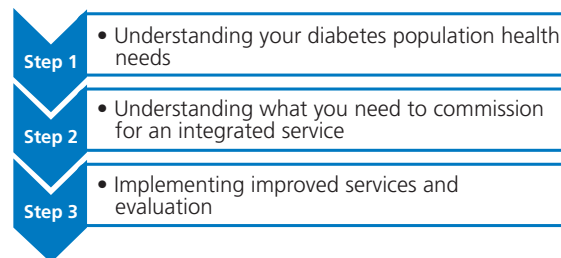 Step 1
• Understanding your diabetes population health
needs
Step 2
• Understanding what you need to commission
for an integrated service
Step 3
• Implementing improved services and
evaluation